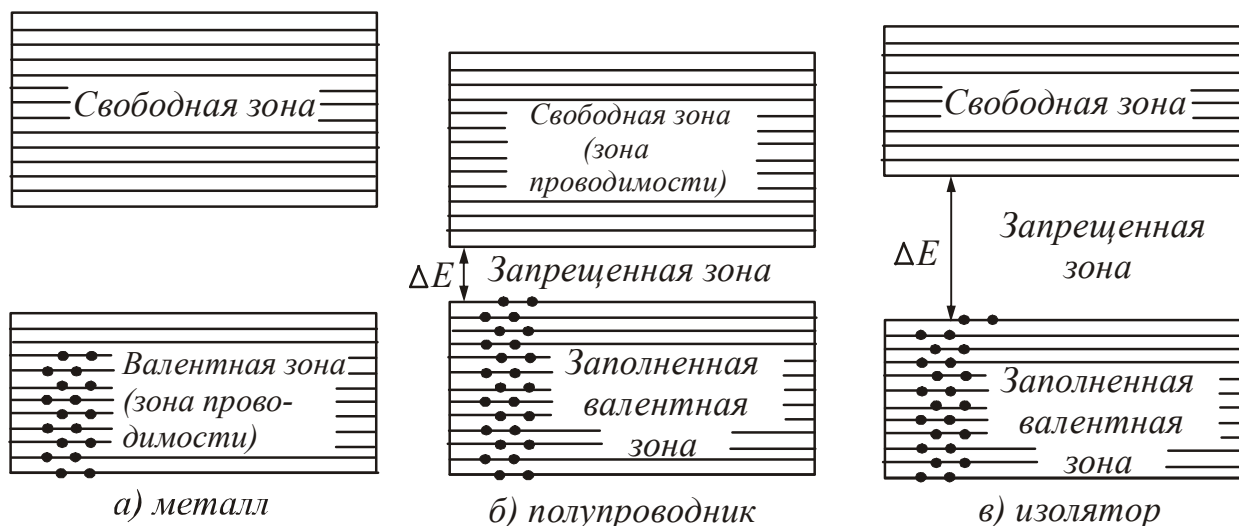 Свободная зона
Валентная зона
(зона прово-
димости)
а) металл
Свободная зона
(зона
проводимости)
ΔE
Запрещенная зона
Заполненная
валентная
зона
б) полупроводник
Свободная зона
ΔE
Запрещенная
зона
Заполненная
валентная
зона
в) изолятор